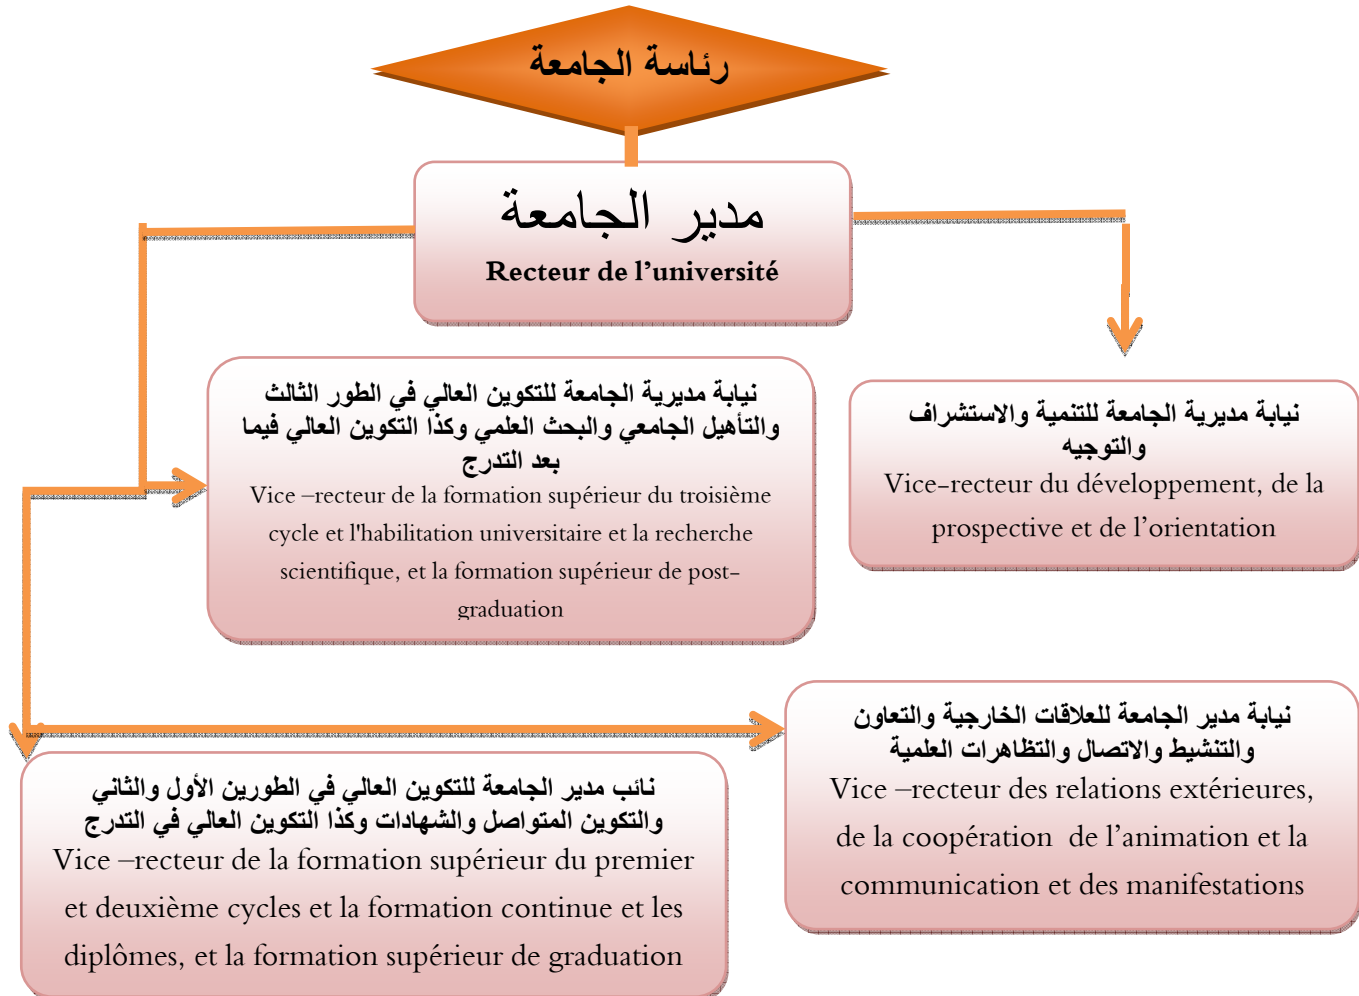 رئاسة الجامعة
مدير الجامعة
Recteur de l’université
نيابة مديرية الجامعة للتكوين العالي في الطور الثالث
والتأهيل الجامعي والبحث العلمي وكذا التكوين العالي فيما
بعد التدرج
Vice –recteur de la formation supérieur du troisième
cycle et l'habilitation universitaire et la recherche
scientifique, et la formation supérieur de post-
graduation
نيابة مديرية الجامعة للتنمية والاستشراف
والتوجيه
Vice-recteur du développement, de la
prospective et de l’orientation
نيابة مدير الجامعة للعلاقات الخارجية والتعاون
والتنشيط والاتصال والتظاهرات العلمية
Vice –recteur des relations extérieures,
de la coopération  de l’animation et la
communication et des manifestations
نائب مدير الجامعة للتكوين العالي في الطورين الأول والثاني
والتكوين المتواصل والشهادات وكذا التكوين العالي في التدرج
Vice –recteur de la formation supérieur du premier
et deuxième cycles et la formation continue et les
diplômes, et la formation supérieur de graduation